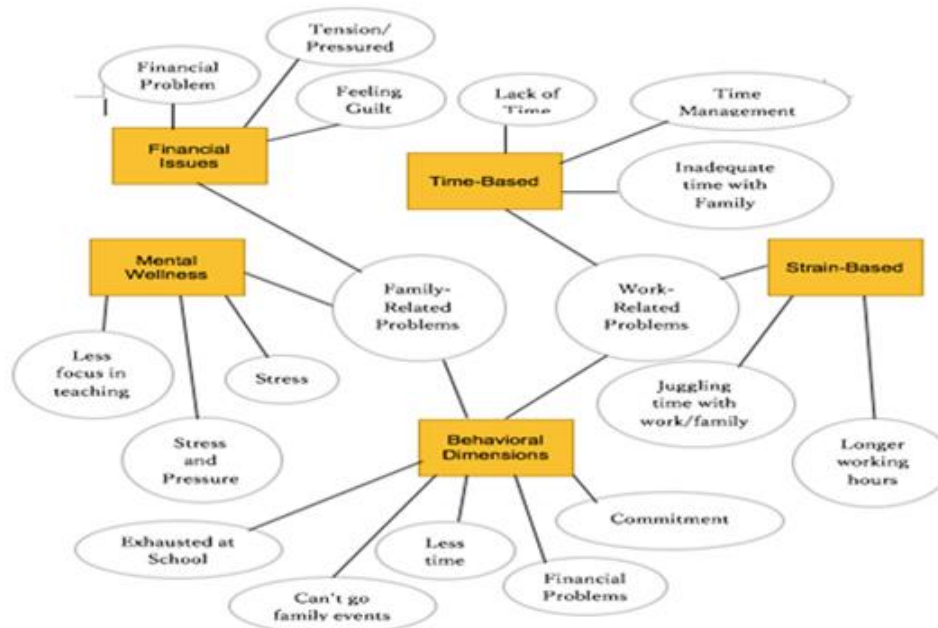 Tension/
Pressured
Financial
Problem
Feeling
Guilt
Lack of
Time
Time
Management
Financial
Issues
Time-Based
Inadequate
time with
Family
Mental
Wellness
Family-
Related
Problems
Work-
Related
Problems
Strain-Based
Less
focus in
teaching
Stress
Juggling
time with
work/family
Stress
and
Pressure
Behavioral
Dimensions
Longer
working
hours
Exhausted at
School
Less
time
Commitment
Can't go
family events
Financial
Problems